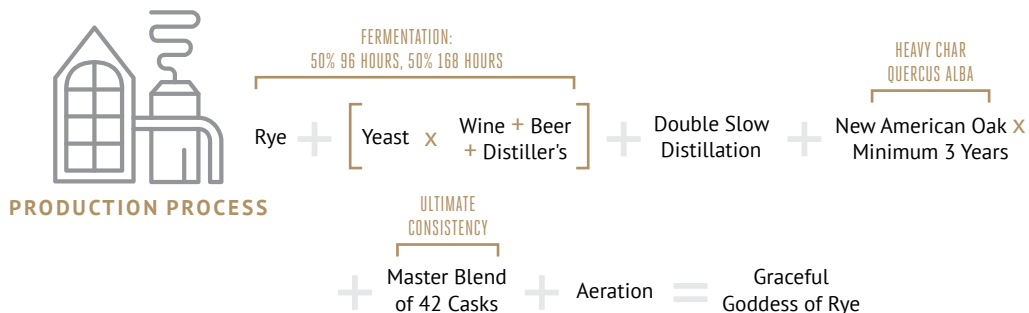 FERMENTATION:
50% 96 HOURS, 50% 168 HOURS
HEAVY CHAR
QUERCUS ALBA
Rye + [ Yeast x Wine + Beer + Distiller's ] + Double Slow Distillation + New American Oak x Minimum 3 Years
PRODUCTION PROCESS
ULTIMATE
CONSISTENCY
+ Master Blend of 42 Casks + Aeration = Graceful Goddess of Rye